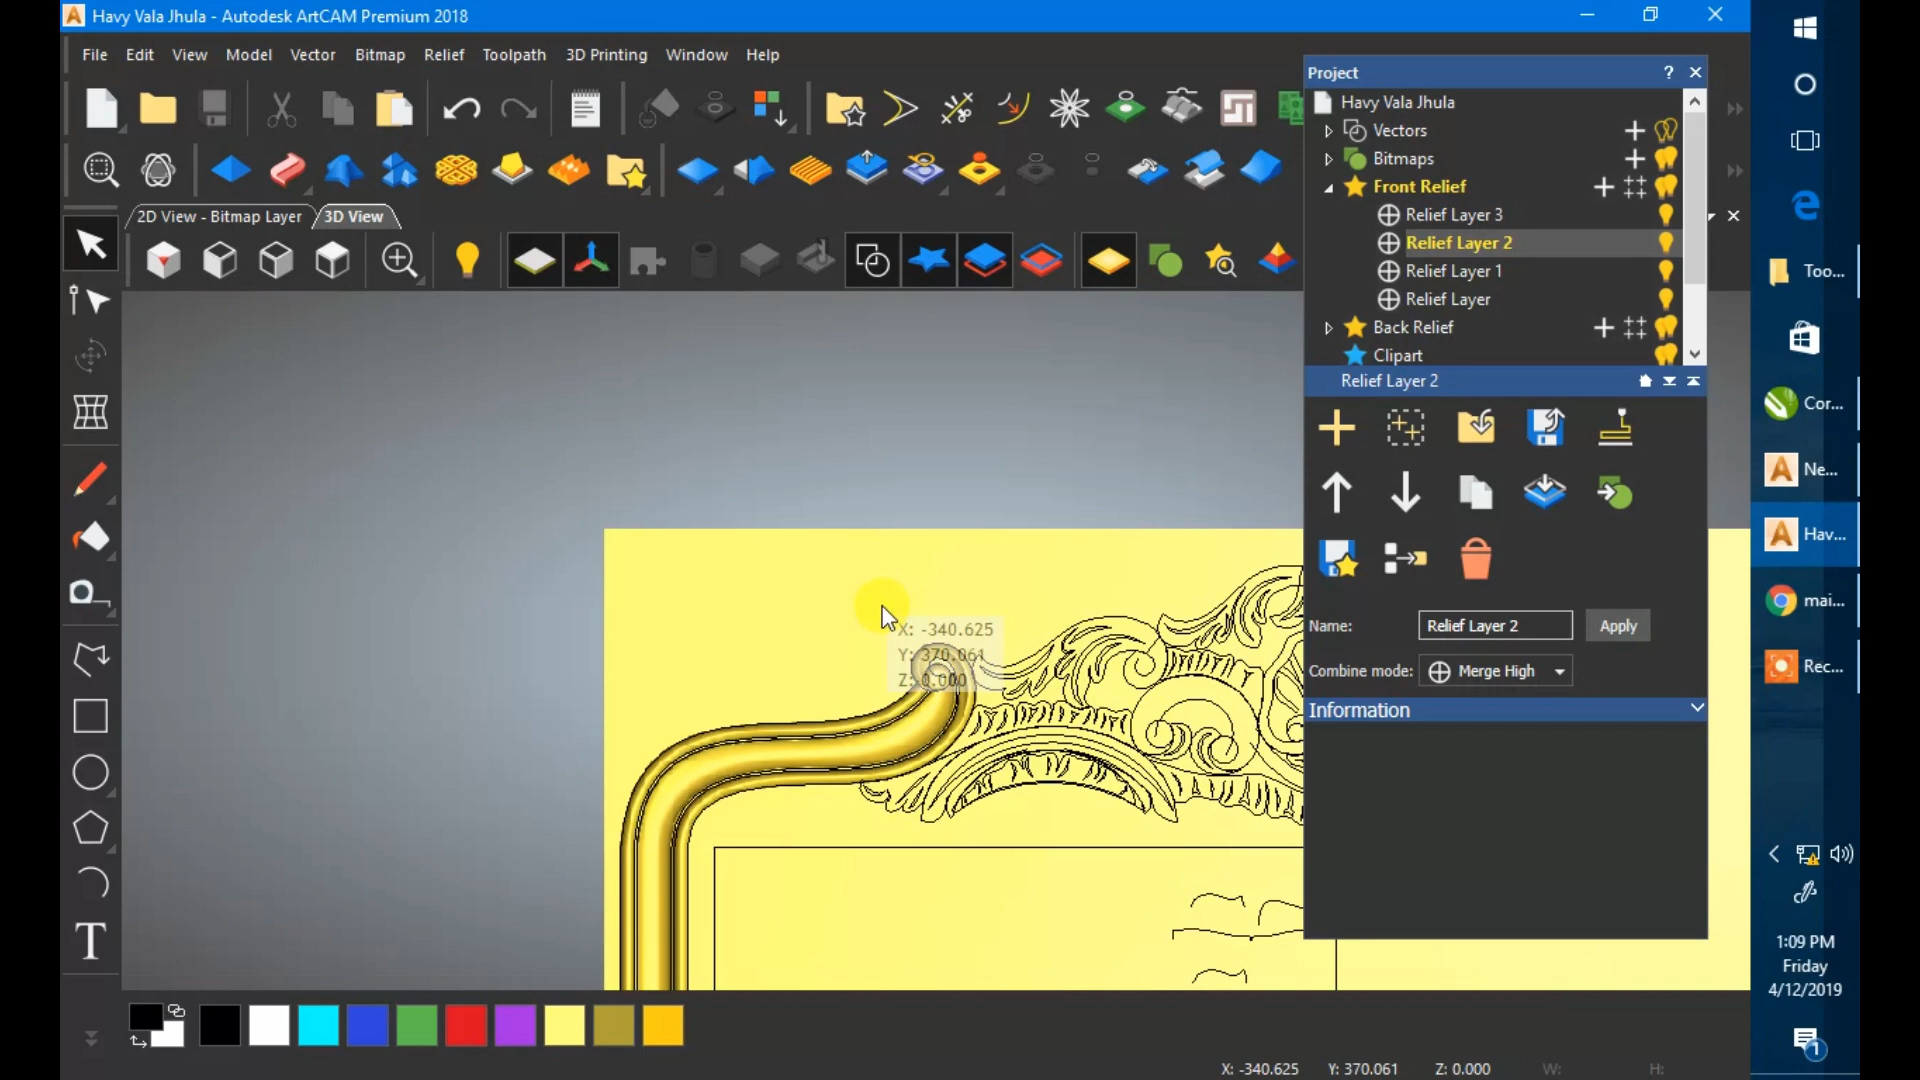 Havy Vala Jhula - Autodesk ArtCAM Premium 2018
File Edit View Model Vector Bitmap Relief Toolpath 3D Printing Window Help
Project ? ×
Havy Vala Jhula
Vectors
Bitmaps
Front Relief
Relief Layer 3
Relief Layer 2
Relief Layer 1
Relief Layer
Back Relief
Clipart
2D View - Bitmap Layer
3D View
Relief Layer 2
Name: Relief Layer 2 Apply
Combine mode: Merge High
Information
X: -340.625
Y: 370.061
Z: 0.000
T
Too...
Cor...
Ne...
Hav...
mai...
Rec...
1:09 PM
Friday
4/12/2019
1
X: -340.625 Y: 370.061 Z: 0.000 W: H: